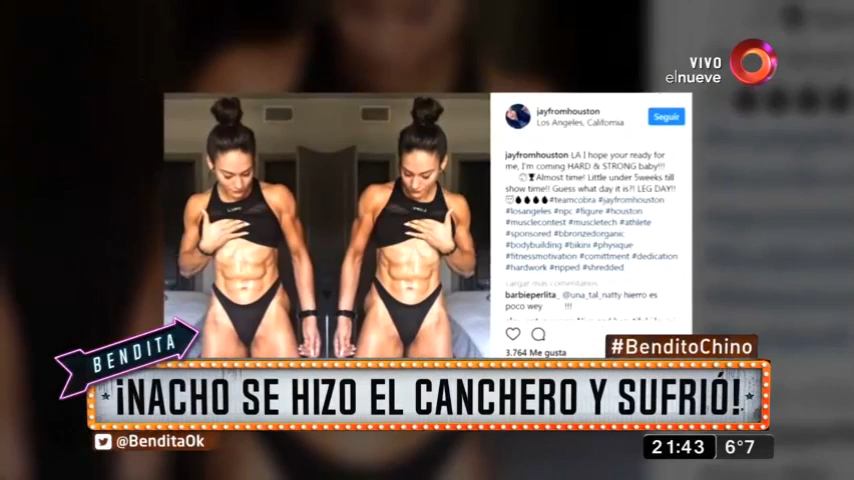 VIVO
elnueve
jayfromhouston
Los Angeles, California
Seguir
jayfromhouston LA I hope your ready for
me, I'm coming HARD & STRONG baby!!!
Almost time! Little under 5weeks till
show time!! Guess what day it is?! LEG DAY!!
#teamcobra #jayfromhouston
#losangeles #npc #figure #houston
#musclecontest #muscletech #athlete
#sponsored #bbronzedorganic
#bodybuilding #bikini #physique
#fitnessmotivation #comittment #dedication
#hardwork #ripped #shredded
barbieperlita_ @una_tal_natty hierro es
poco wey !!!
3.764 Me gusta
#BenditoChino
BENDITA
¡NACHO SE HIZO EL CANCHERO Y SUFRIÓ!
@BenditaOk
21:43 6°7